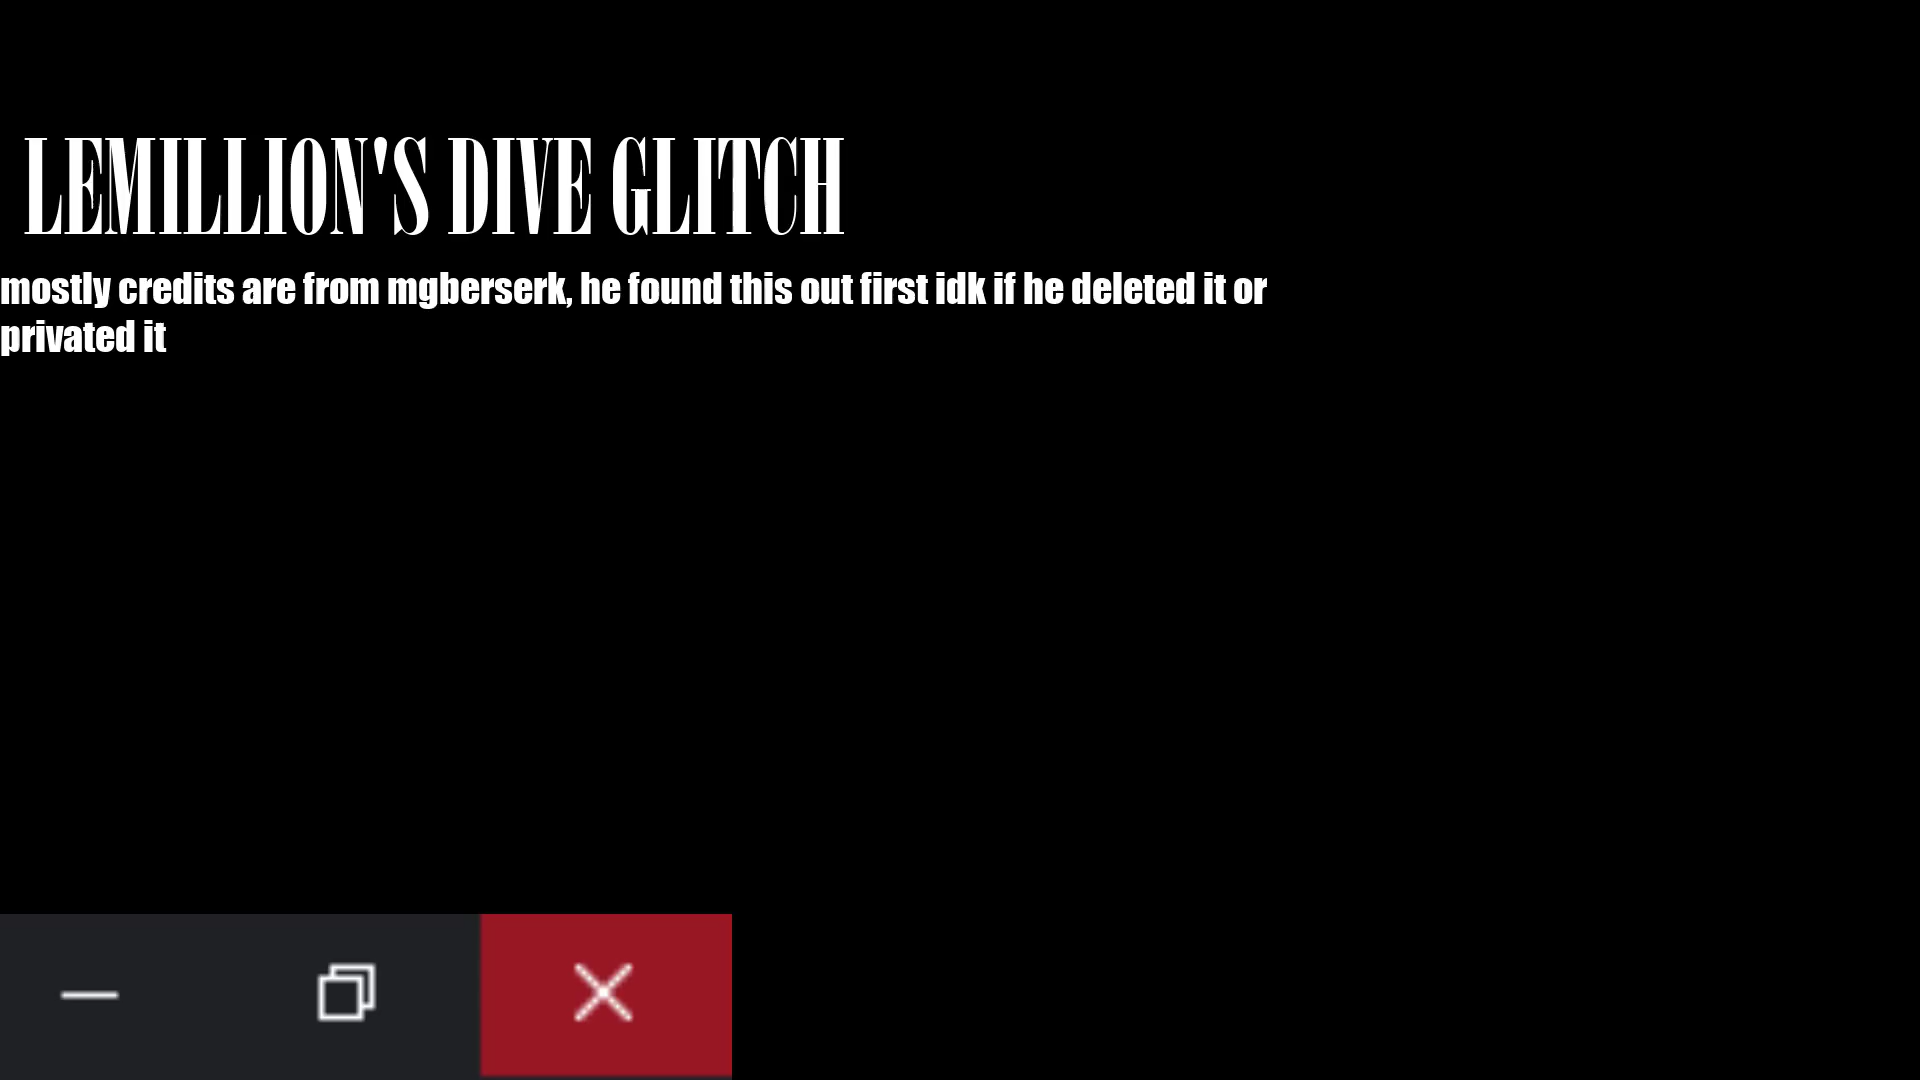 LEMILLION'S DIVE GLITCH
mostly credits are from mgberserk, he found this out first idk if he deleted it or
privated it